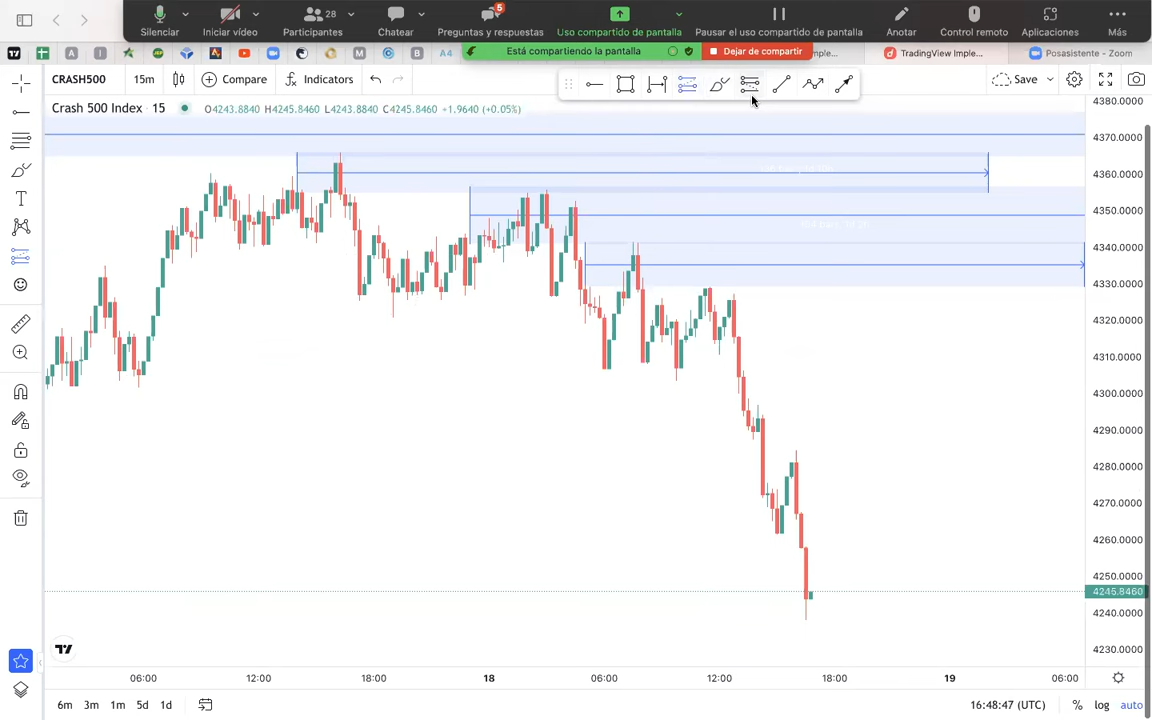 28
5
Silenciar
Iniciar vídeo
Participantes
Chatear
Preguntas y respuestas
Uso compartido de pantalla
Pausar el uso compartido de pantalla
Anotar
Control remoto
Aplicaciones
Más
Está compartiendo la pantalla
Dejar de compartir
A4
TradingView Imple...
Posasistente - Zoom
CRASH500
15m
Compare
Indicators
Save
Crash 500 Index · 15
O4243.8840 H4245.8460 L4243.8840 C4245.8460 +1.9640 (+0.05%)
4380.0000
4370.0000
4360.0000
4350.0000
4340.0000
4330.0000
4320.0000
4310.0000
4300.0000
4290.0000
4280.0000
4270.0000
4260.0000
4250.0000
4245.8460
4240.0000
4230.0000
06:00
12:00
18:00
18
06:00
12:00
18:00
19
06:00
6m
3m
1m
5d
1d
16:48:47 (UTC)
%
log
auto